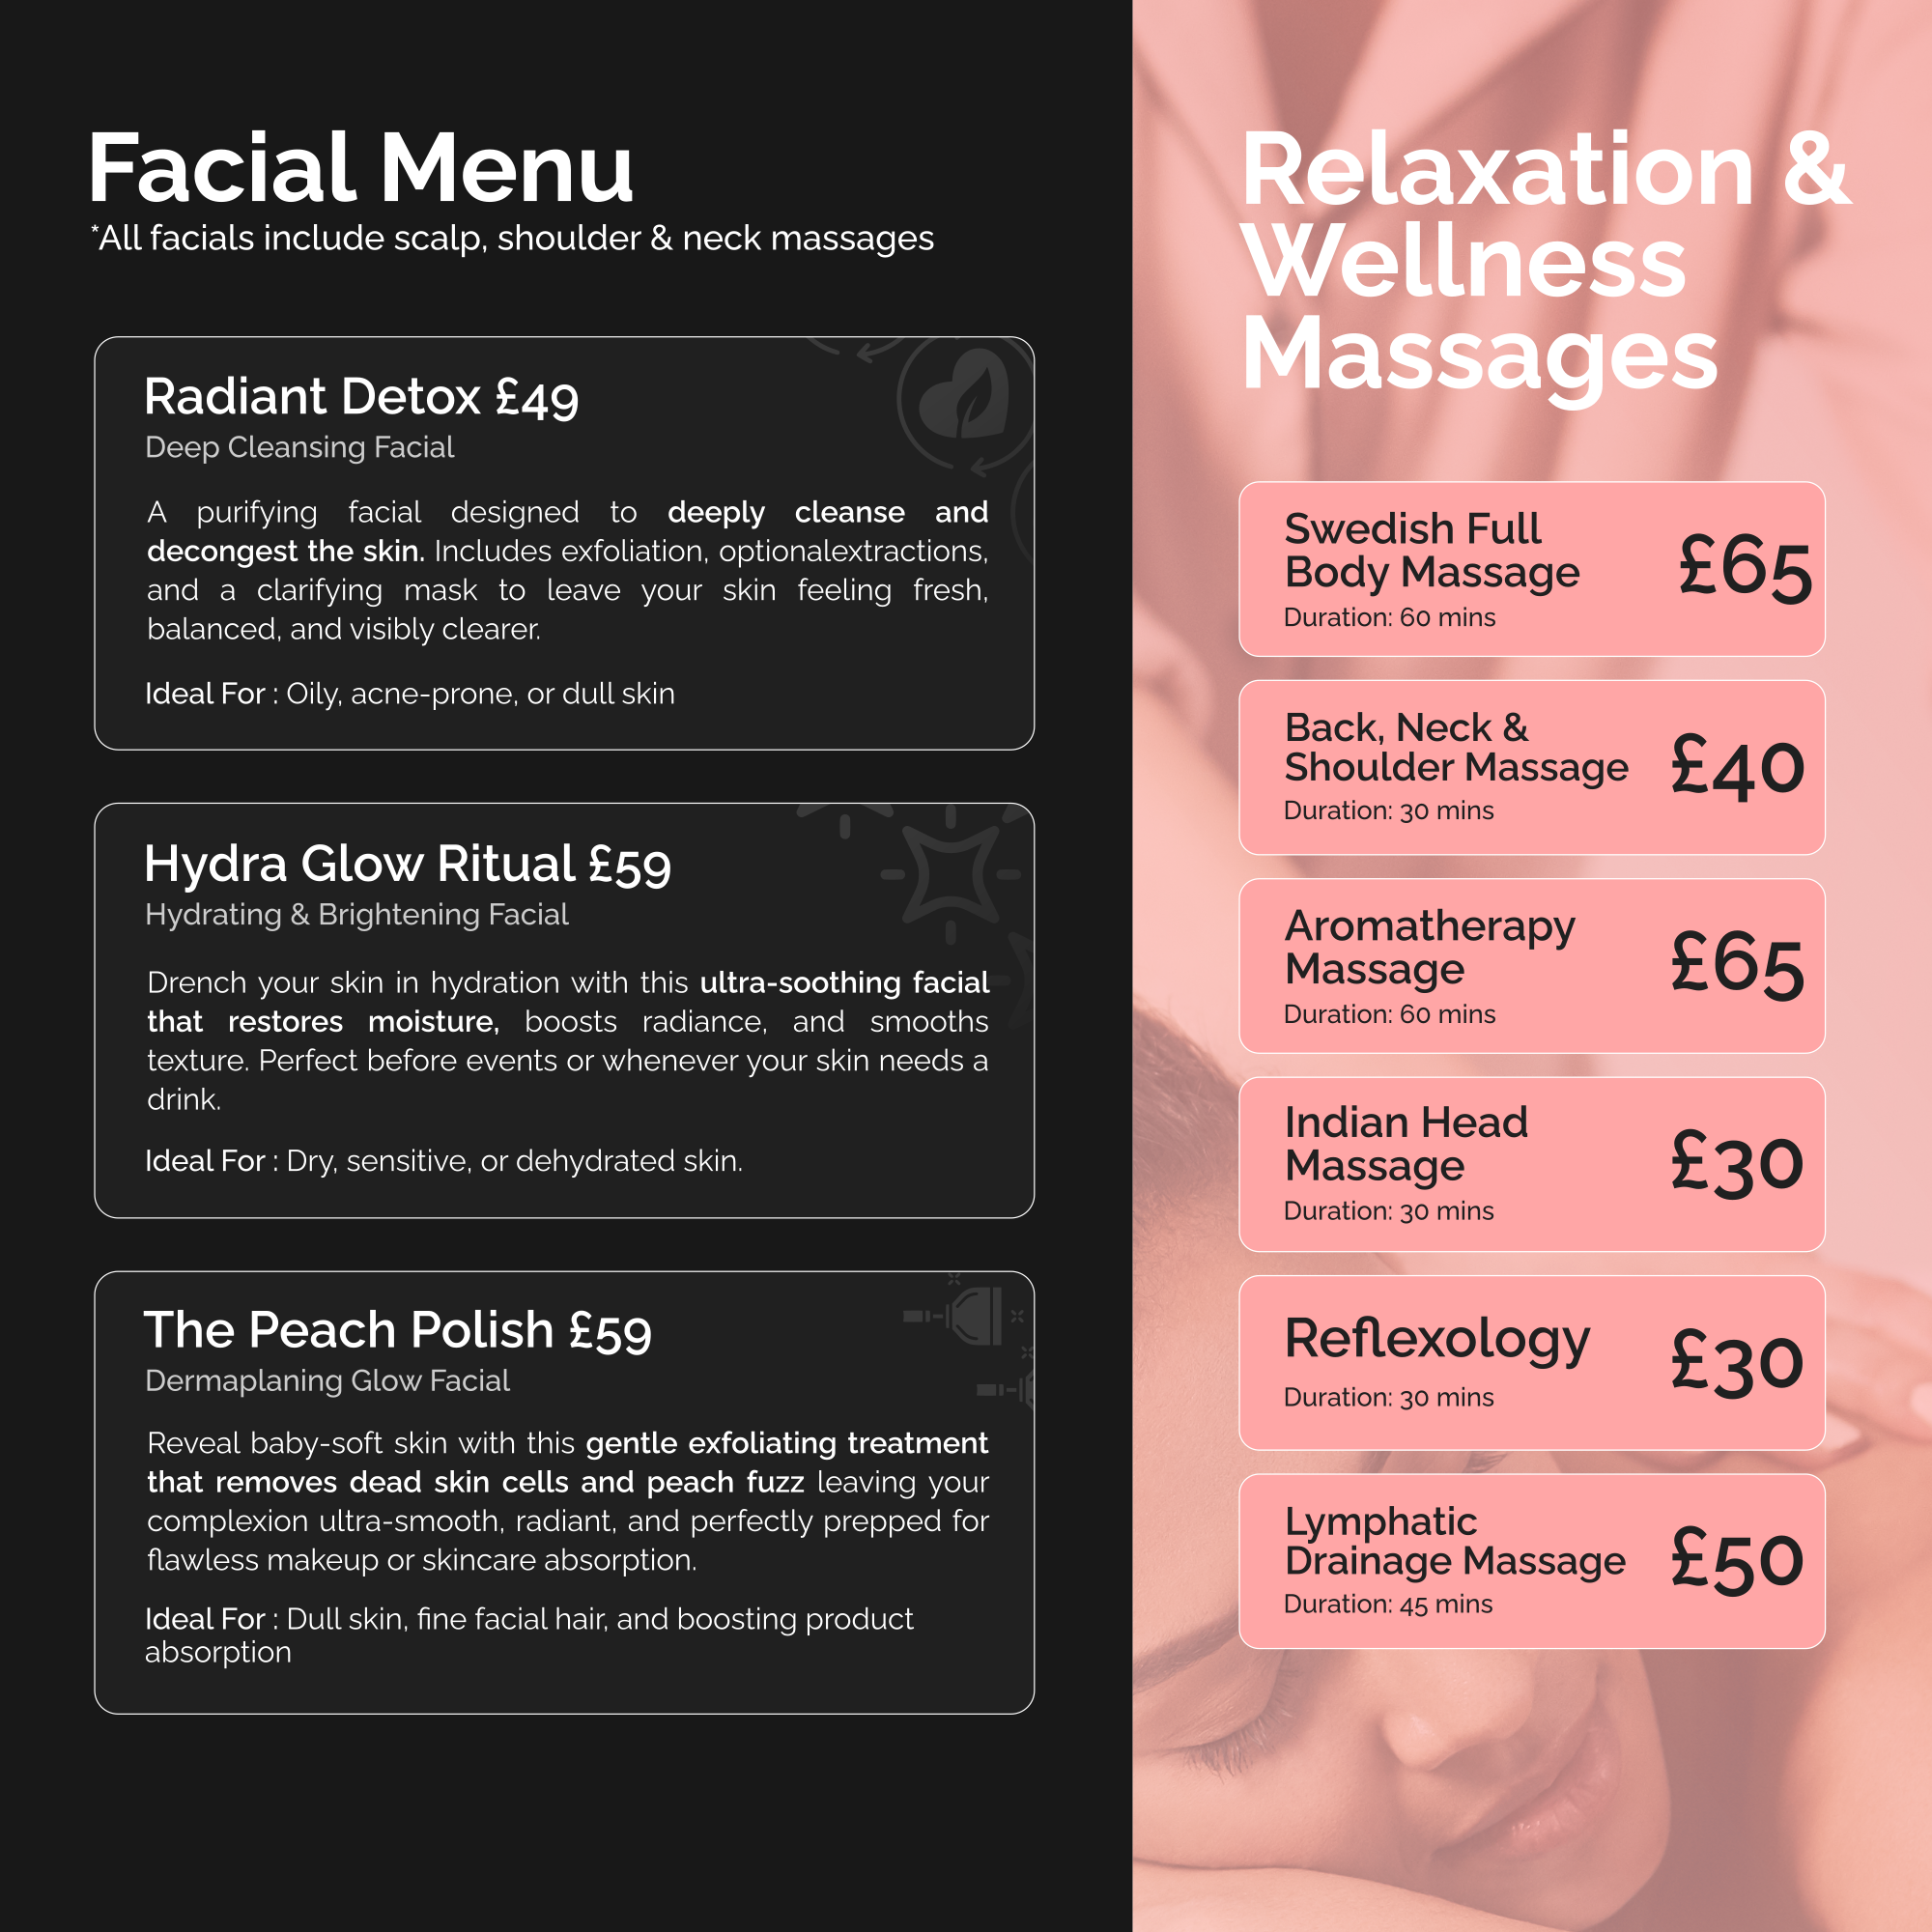 Facial Menu
*All facials include scalp, shoulder & neck massages
Radiant Detox £49
Deep Cleansing Facial
A purifying facial designed to deeply cleanse and
decongest the skin. Includes exfoliation, optionalextractions,
and a clarifying mask to leave your skin feeling fresh,
balanced, and visibly clearer.
Ideal For : Oily, acne-prone, or dull skin
Hydra Glow Ritual £59
Hydrating & Brightening Facial
Drench your skin in hydration with this ultra-soothing facial
that restores moisture, boosts radiance, and smooths
texture. Perfect before events or whenever your skin needs a
drink.
Ideal For : Dry, sensitive, or dehydrated skin.
The Peach Polish £59
Dermaplaning Glow Facial
Reveal baby-soft skin with this gentle exfoliating treatment
that removes dead skin cells and peach fuzz leaving your
complexion ultra-smooth, radiant, and perfectly prepped for
flawless makeup or skincare absorption.
Ideal For : Dull skin, fine facial hair, and boosting product
absorption
Relaxation &
Wellness
Massages
Swedish Full
Body Massage
Duration: 60 mins
£65
Back, Neck &
Shoulder Massage
Duration: 30 mins
£40
Aromatherapy
Massage
Duration: 60 mins
£65
Indian Head
Massage
Duration: 30 mins
£30
Reflexology
Duration: 30 mins
£30
Lymphatic
Drainage Massage
Duration: 45 mins
£50